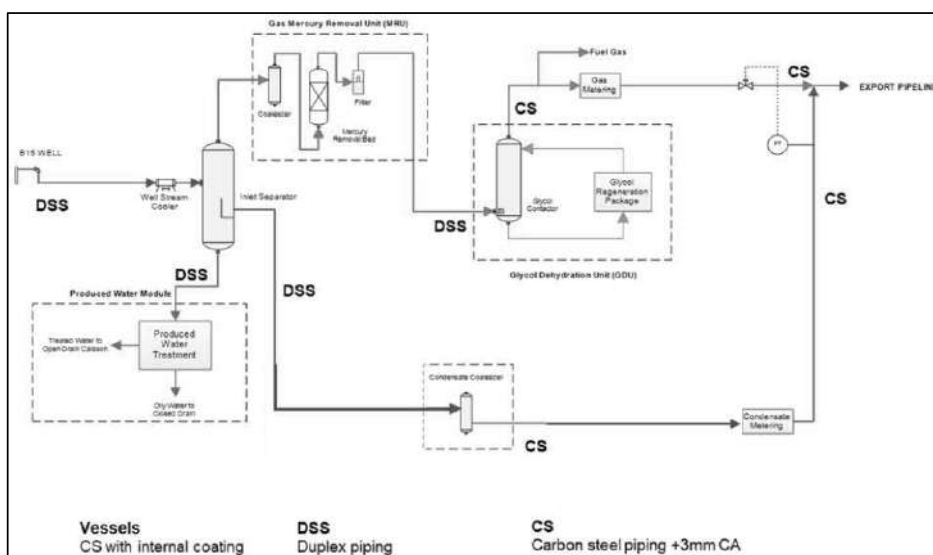 Gas Mercury Removal Unit (MRU)
Fuel Gas
Gas
Metering
CS
EXPORT PIPELINE
Coalescer
Filter
Mercury
Removal Bed
CS
PT
B15 WELL
DSS
Well Stream
Cooler
Inlet Separator
Glycol
Contactor
Glycol
Regeneration
Package
DSS
CS
Glycol Dehydration Unit (GDU)
DSS
DSS
Produced Water Module
Produced
Water
Treatment
Treated Water to
Open Drain Caisson
Oily Water to
Closed Drain
Condensate Coalescer
CS
Condensate
Metering
Vessels
CS with internal coating
DSS
Duplex piping
CS
Carbon steel piping +3mm CA